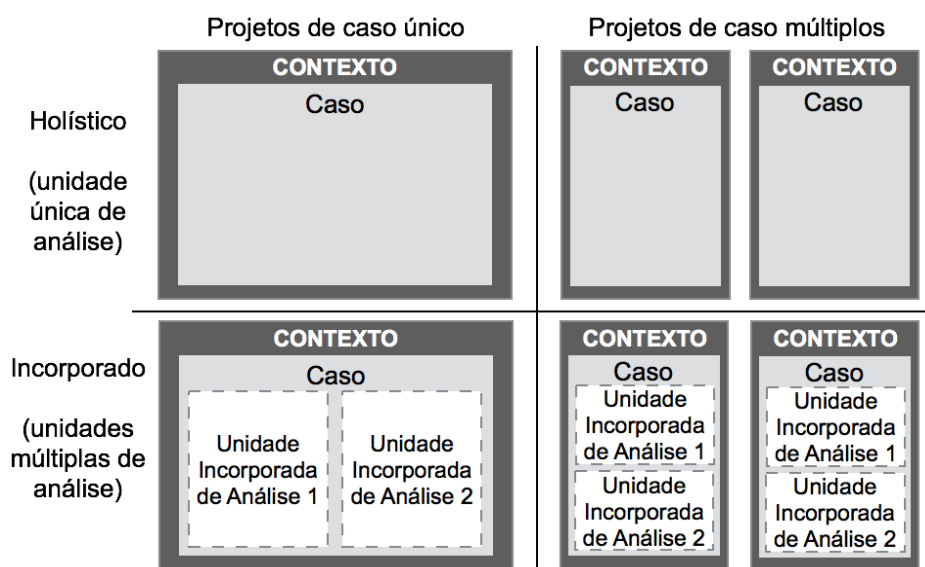 Projetos de caso único
Projetos de caso múltiplos
Holístico
(unidade
única de
análise)
CONTEXTO
Caso
CONTEXTO
Caso
CONTEXTO
Caso
Incorporado
(unidades
múltiplas de
análise)
CONTEXTO
Caso
Unidade
Incorporada
de Análise 1
Unidade
Incorporada
de Análise 2
CONTEXTO
Caso
Unidade
Incorporada
de Análise 1
Unidade
Incorporada
de Análise 2
CONTEXTO
Caso
Unidade
Incorporada
de Análise 1
Unidade
Incorporada
de Análise 2